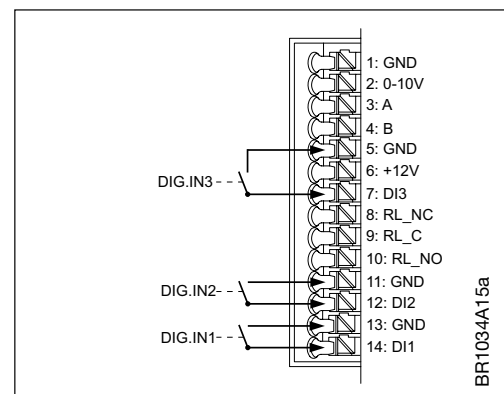 1: GND
2: 0-10V
3: A
4: B
5: GND
6: +12V
DIG.IN3
7: DI3
8: RL_NC
9: RL_C
10: RL_NO
11: GND
DIG.IN2
12: DI2
13: GND
DIG.IN1
14: DI1
BR1034A15a